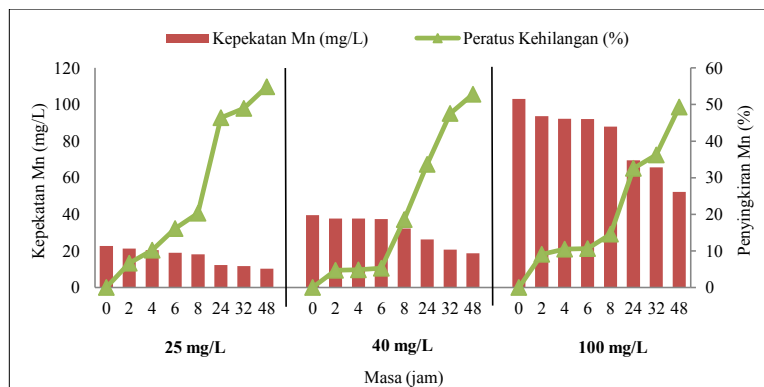 Kepekatan Mn (mg/L) Peratus Kehilangan (%)
Kepekatan Mn (mg/L)
120
100
80
60
40
20
0
60
50
40
30
20
10
0
Penyingkiran Mn (%)
0 2 4 6 8 24 32 48 0 2 4 6 8 24 32 48 0 2 4 6 8 24 32 48
25 mg/L 40 mg/L 100 mg/L
Masa (jam)